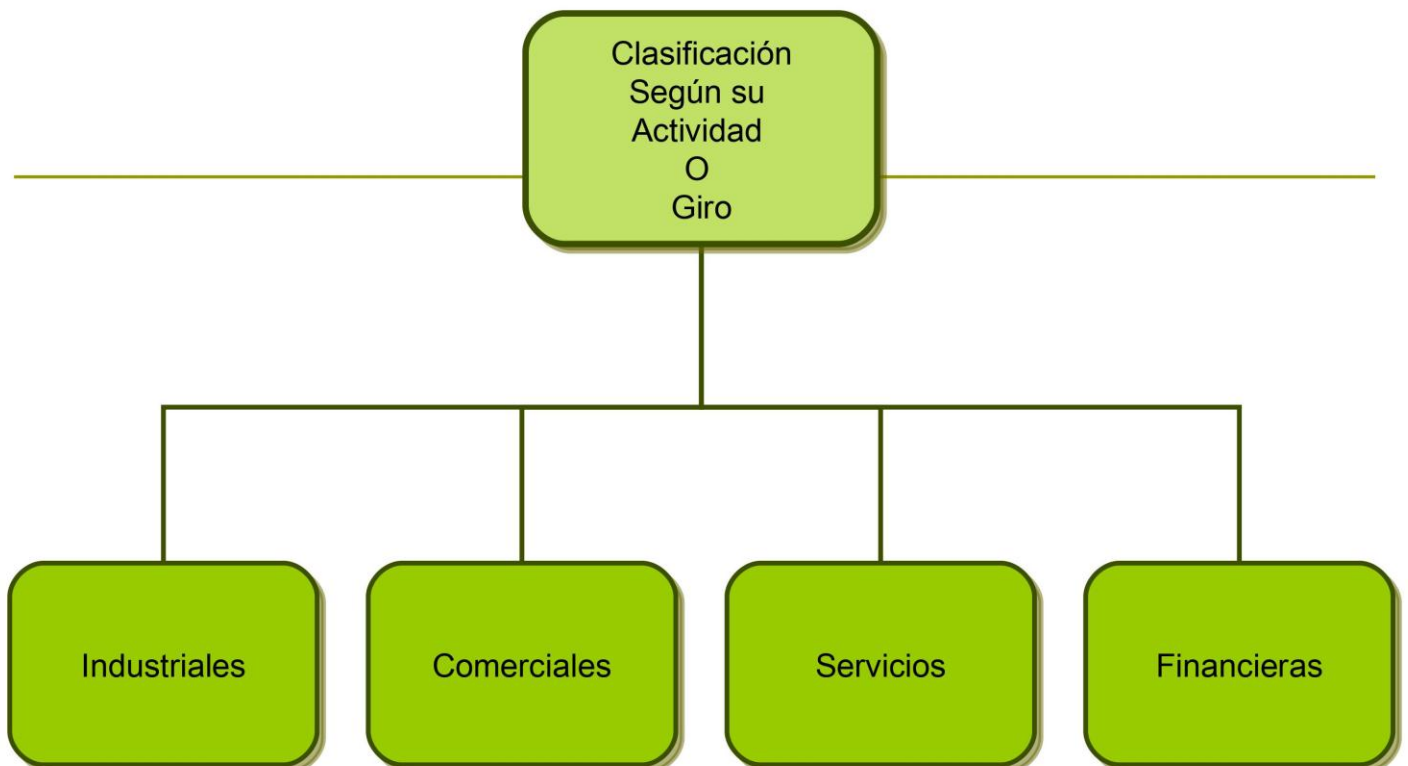 Clasificación
Según su
Actividad
O
Giro
Industriales
Comerciales
Servicios
Financieras